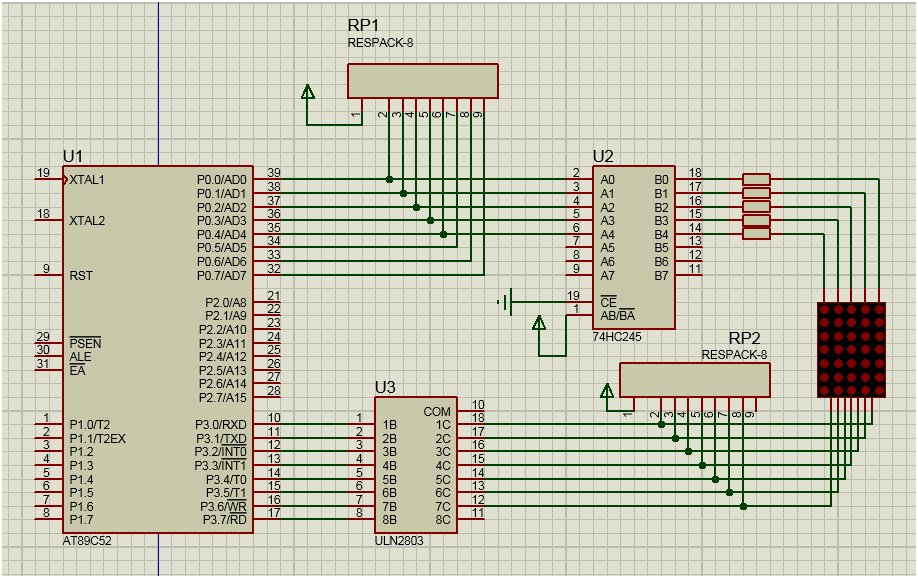 RP1
RESPACK-8
1 2 3 4 5 6 7 8 9
U1
19 XTAL1
18 XTAL2
9 RST
29 PSEN
30 ALE
31 EA
1 P1.0/T2
2 P1.1/T2EX
3 P1.2
4 P1.3
5 P1.4
6 P1.5
7 P1.6
8 P1.7
P0.0/AD0 39
P0.1/AD1 38
P0.2/AD2 37
P0.3/AD3 36
P0.4/AD4 35
P0.5/AD5 34
P0.6/AD6 33
P0.7/AD7 32
P2.0/A8 21
P2.1/A9 22
P2.2/A10 23
P2.3/A11 24
P2.4/A12 25
P2.5/A13 26
P2.6/A14 27
P2.7/A15 28
P3.0/RXD 10
P3.1/TXD 11
P3.2/INT0 12
P3.3/INT1 13
P3.4/T0 14
P3.5/T1 15
P3.6/WR 16
P3.7/RD 17
AT89C52
U2
2 A0 B0 18
3 A1 B1 17
4 A2 B2 16
5 A3 B3 15
6 A4 B4 14
7 A5 B5 13
8 A6 B6 12
9 A7 B7 11
19 CE
1 AB/BA
74HC245
RP2
RESPACK-8
1 2 3 4 5 6 7 8 9
U3
COM 10
1 1B 1C 18
2 2B 2C 17
3 3B 3C 16
4 4B 4C 15
5 5B 5C 14
6 6B 6C 13
7 7B 7C 12
8 8B 8C 11
ULN2803